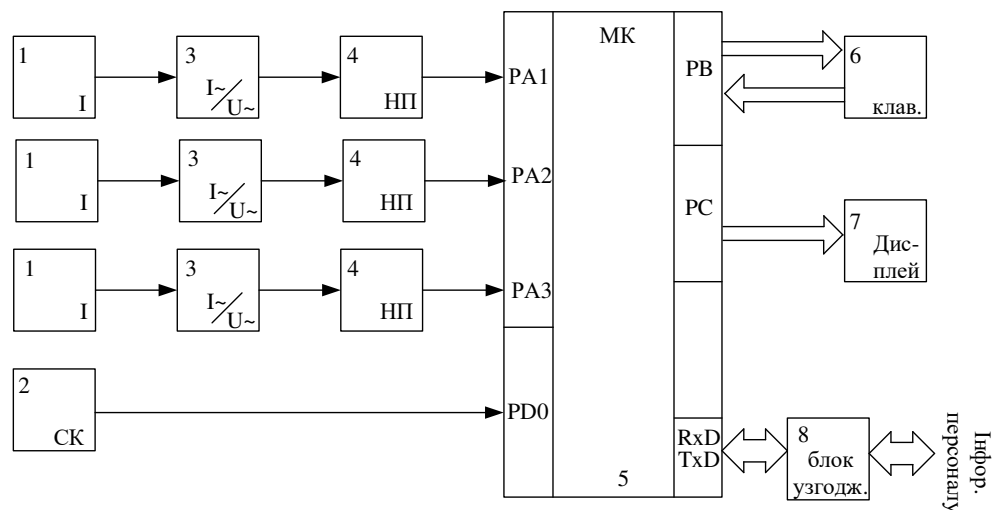 1
I
3
I~
U~
4
НП
PA1
МК
PB
6
клав.
1
I
3
I~
U~
4
НП
PA2
PC
7
Дис-
плей
1
I
3
I~
U~
4
НП
PA3
2
СК
PD0
5
RxD
TxD
8
блок
узгодж.
Інфор.
персоналу